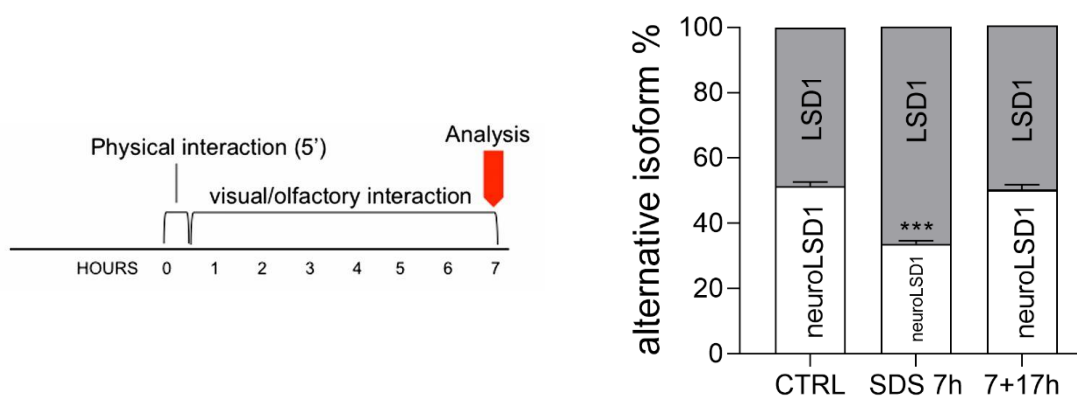 Analysis
Physical interaction (5')
visual/olfactory interaction
HOURS 0 1 2 3 4 5 6 7
alternative isoform %
100
80
60
40
20
0
LSD1
LSD1
LSD1
***
neuroLSD1
neuroLSD1
neuroLSD1
CTRL SDS 7h 7+17h